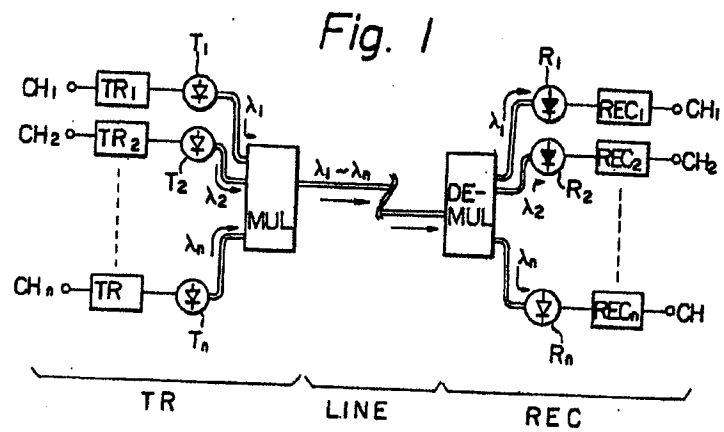 Fig. 1
T1 R1
CH1 TR1 λ1 λ1 REC1 CH1
CH2 TR2 REC2 CH2
T2 λ2 λ1~λn R2 λ2
MUL DE-MUL
λn λn
CHn TR RECn CH
Tn Rn
TR LINE REC